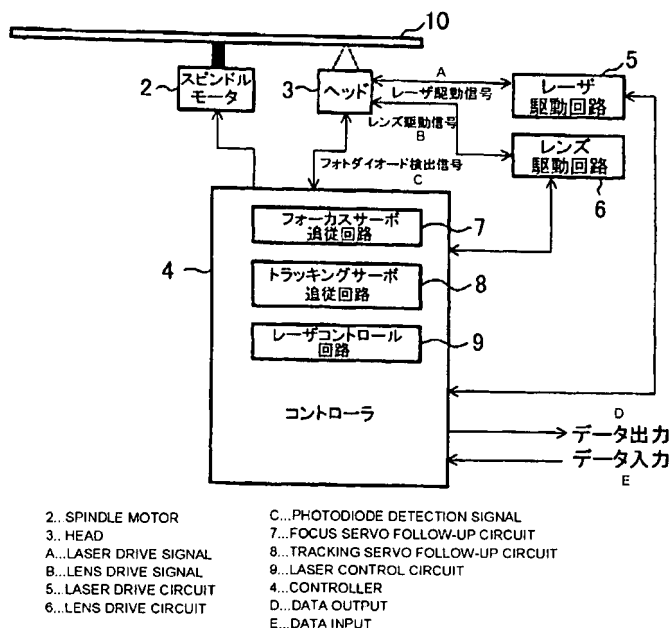 10
スピンドル
モータ
2
3
ヘッド
A
レーザ駆動信号
レンズ駆動信号
B
フォトダイオード検出信号
C
5
レーザ
駆動回路
レンズ
駆動回路
6
4
フォーカスサーボ
追従回路
7
トラッキングサーボ
追従回路
8
レーザコントロール
回路
9
コントローラ
D
データ出力
データ入力
E
2.. SPINDLE MOTOR
3.. HEAD
A...LASER DRIVE SIGNAL
B...LENS DRIVE SIGNAL
5...LASER DRIVE CIRCUIT
6...LENS DRIVE CIRCUIT
C...PHOTODIODE DETECTION SIGNAL
7...FOCUS SERVO FOLLOW-UP CIRCUIT
8...TRACKING SERVO FOLLOW-UP CIRCUIT
9...LASER CONTROL CIRCUIT
4...CONTROLLER
D...DATA OUTPUT
E...DATA INPUT